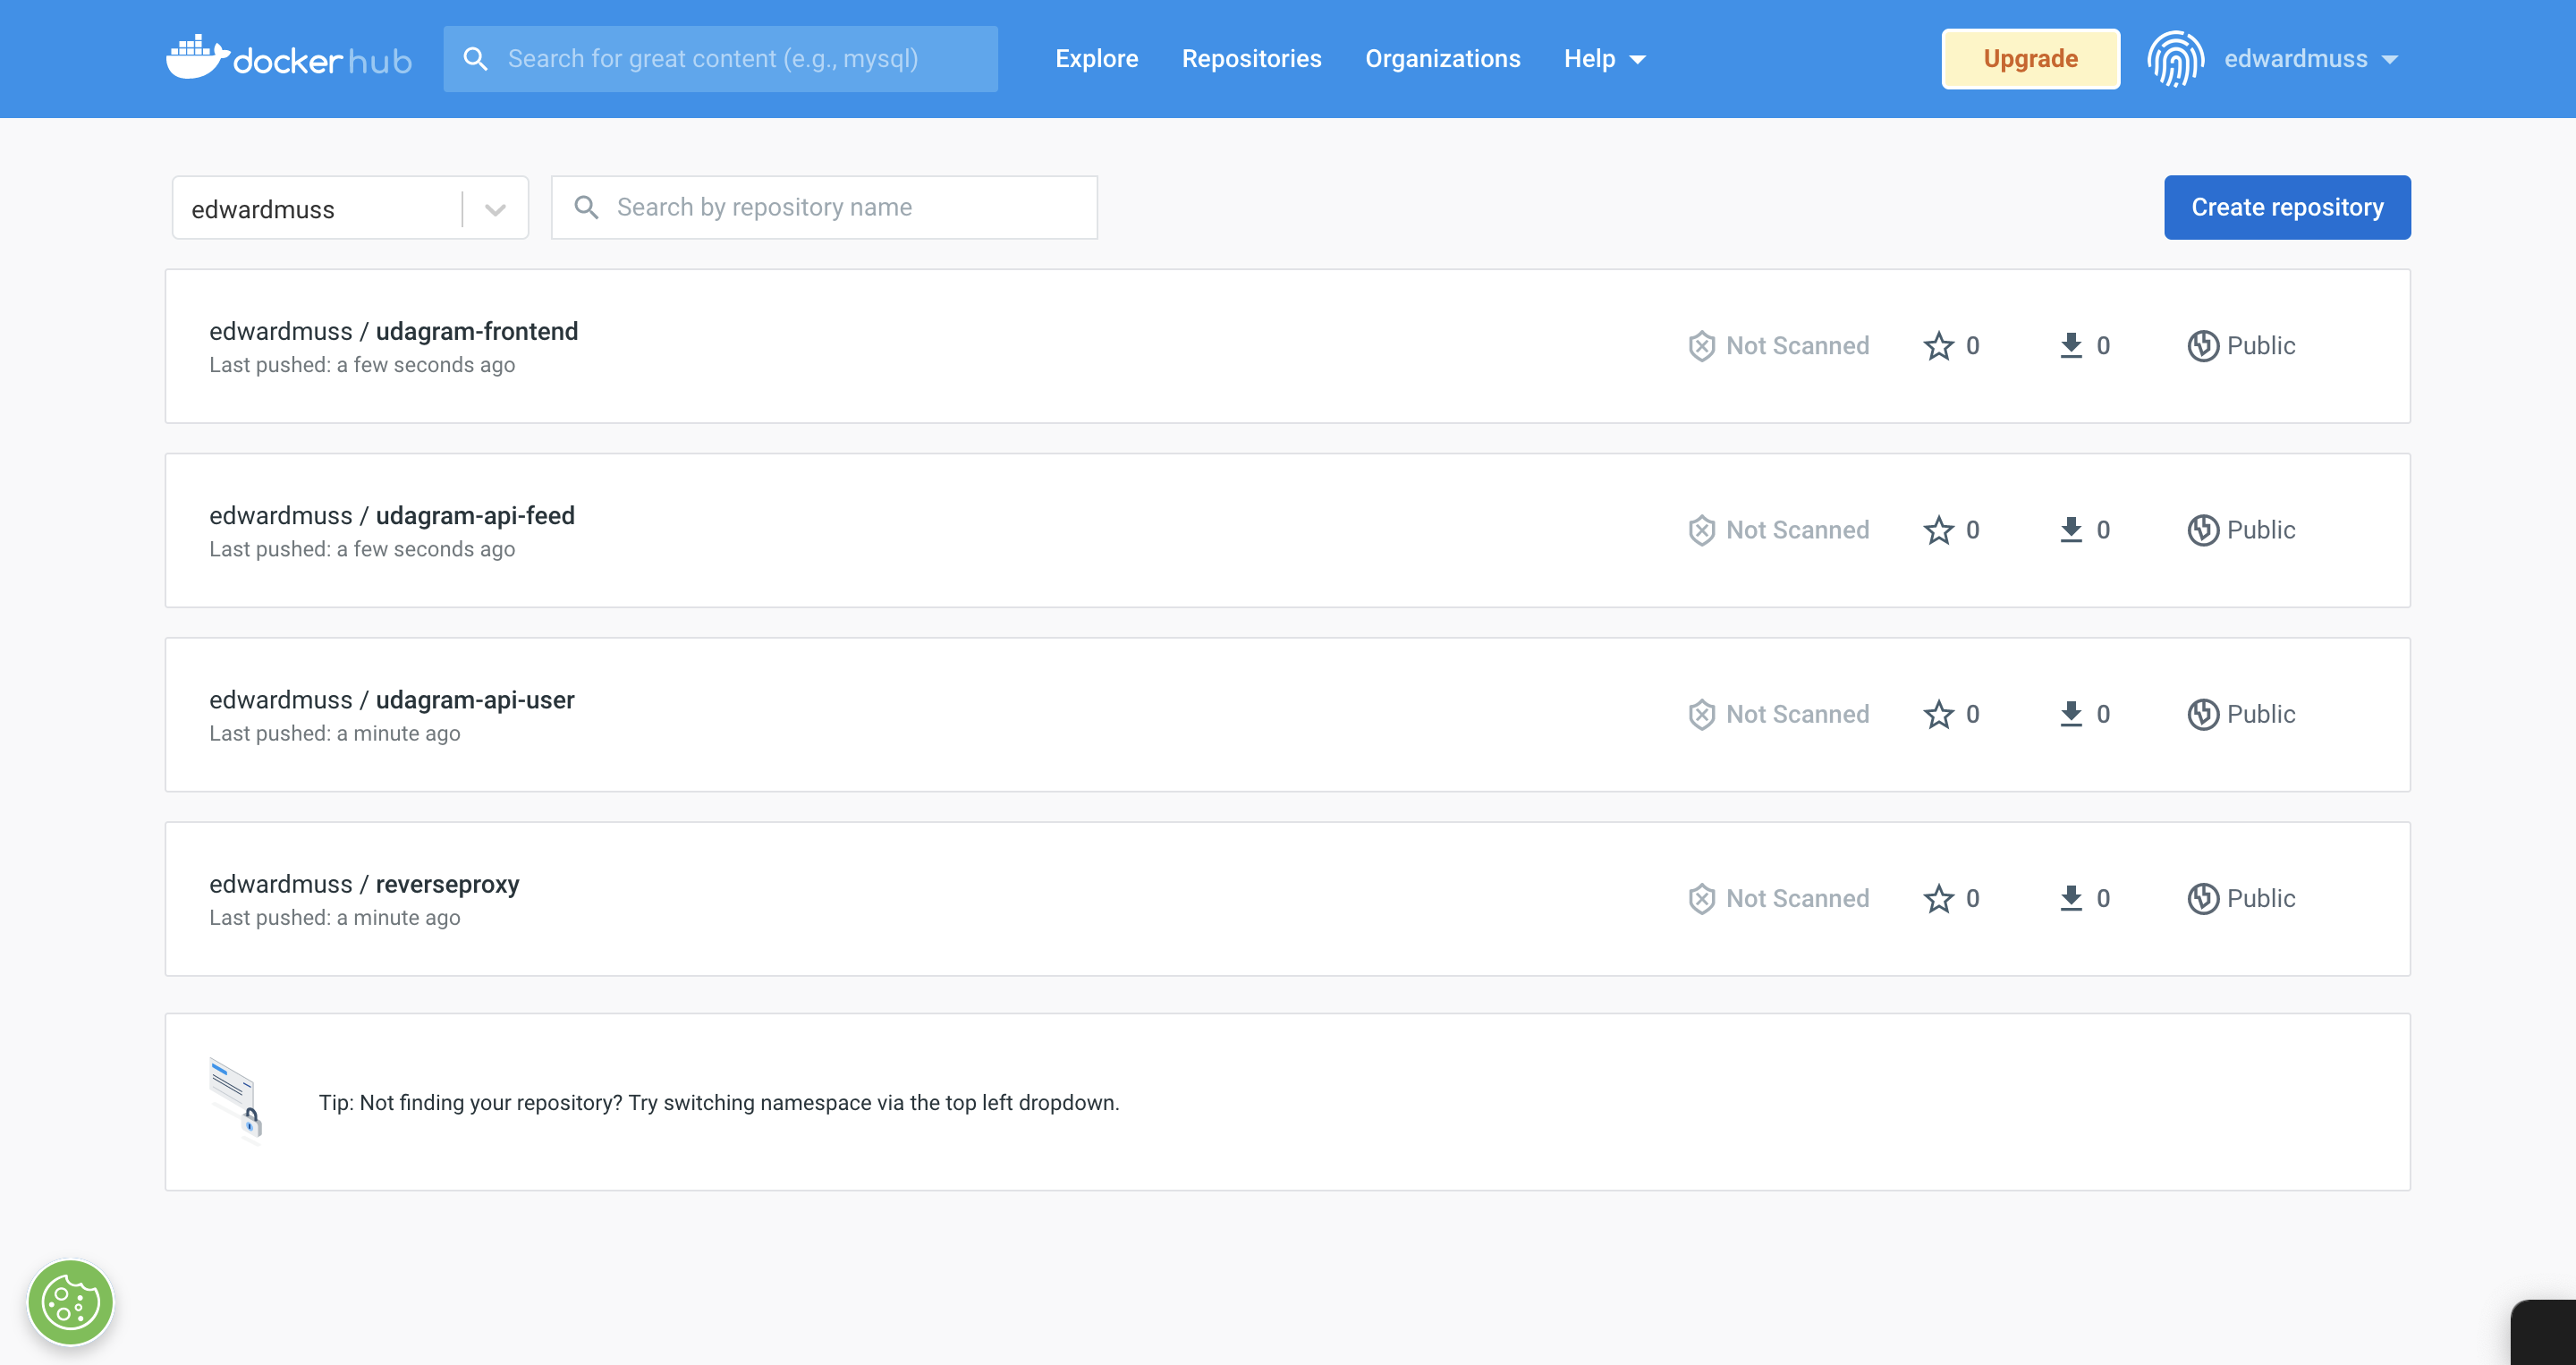 dockerhub Search for great content (e.g., mysql) Explore Repositories Organizations Help Upgrade edwardmuss
edwardmuss Search by repository name Create repository
edwardmuss / udagram-frontend
Last pushed: a few seconds ago
Not Scanned 0 0 Public
edwardmuss / udagram-api-feed
Last pushed: a few seconds ago
Not Scanned 0 0 Public
edwardmuss / udagram-api-user
Last pushed: a minute ago
Not Scanned 0 0 Public
edwardmuss / reverseproxy
Last pushed: a minute ago
Not Scanned 0 0 Public
Tip: Not finding your repository? Try switching namespace via the top left dropdown.